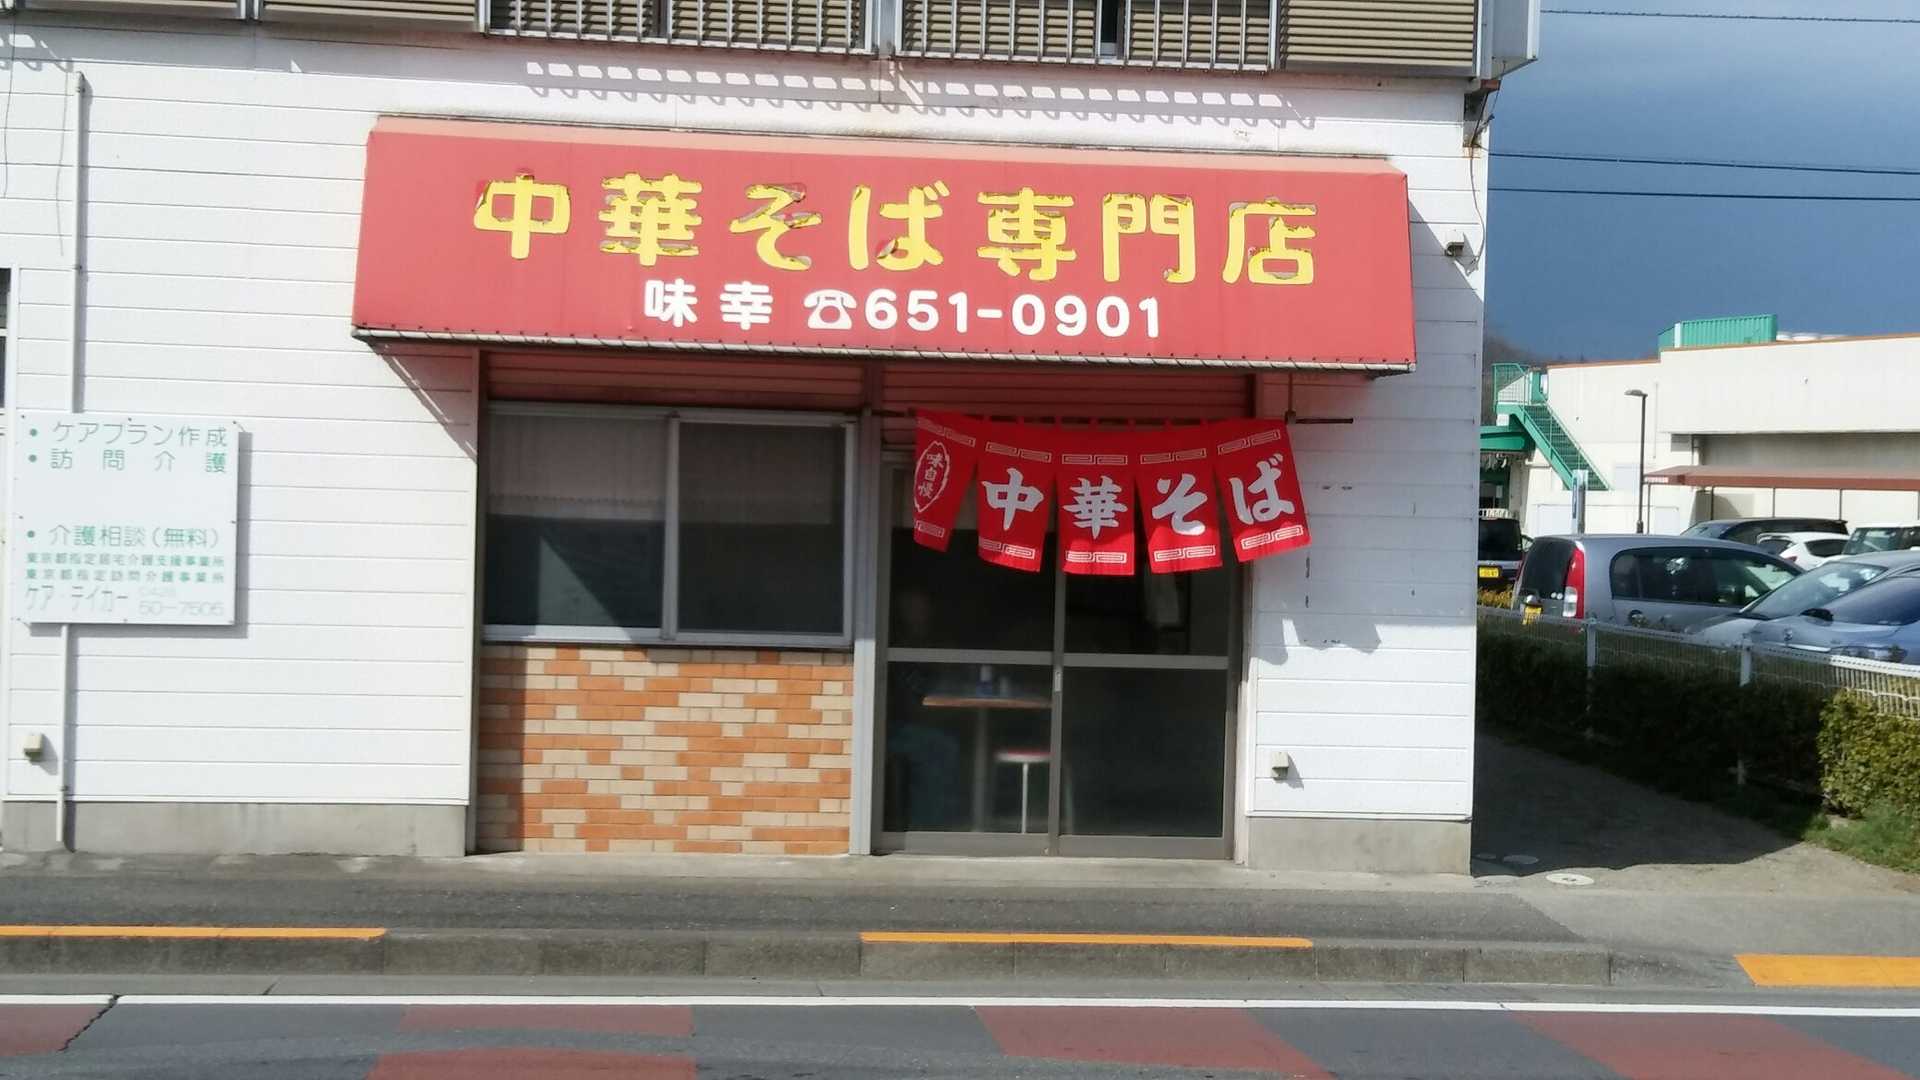 中華そば専門店
味幸 ☎651-0901
味自慢
中華そば
・ケアプラン作成
・訪問介護
・介護相談(無料)
東京都指定居宅介護支援事業所
東京都指定訪問介護事業所
ケア・テイカー 0428 50-7505